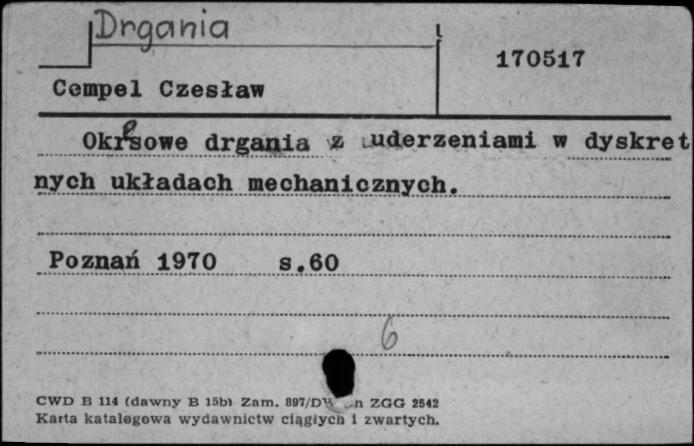 Drgania
170517
Cempel Czesław
Okresowe drgania z uderzeniami w dyskret
nych układach mechanicznych.
Poznań 1970 s.60
6
CWD B 114 (dawny B 15b) Zam. 897/DW n ZGG 2542
Karta katalogowa wydawnictw ciągłych i zwartych.